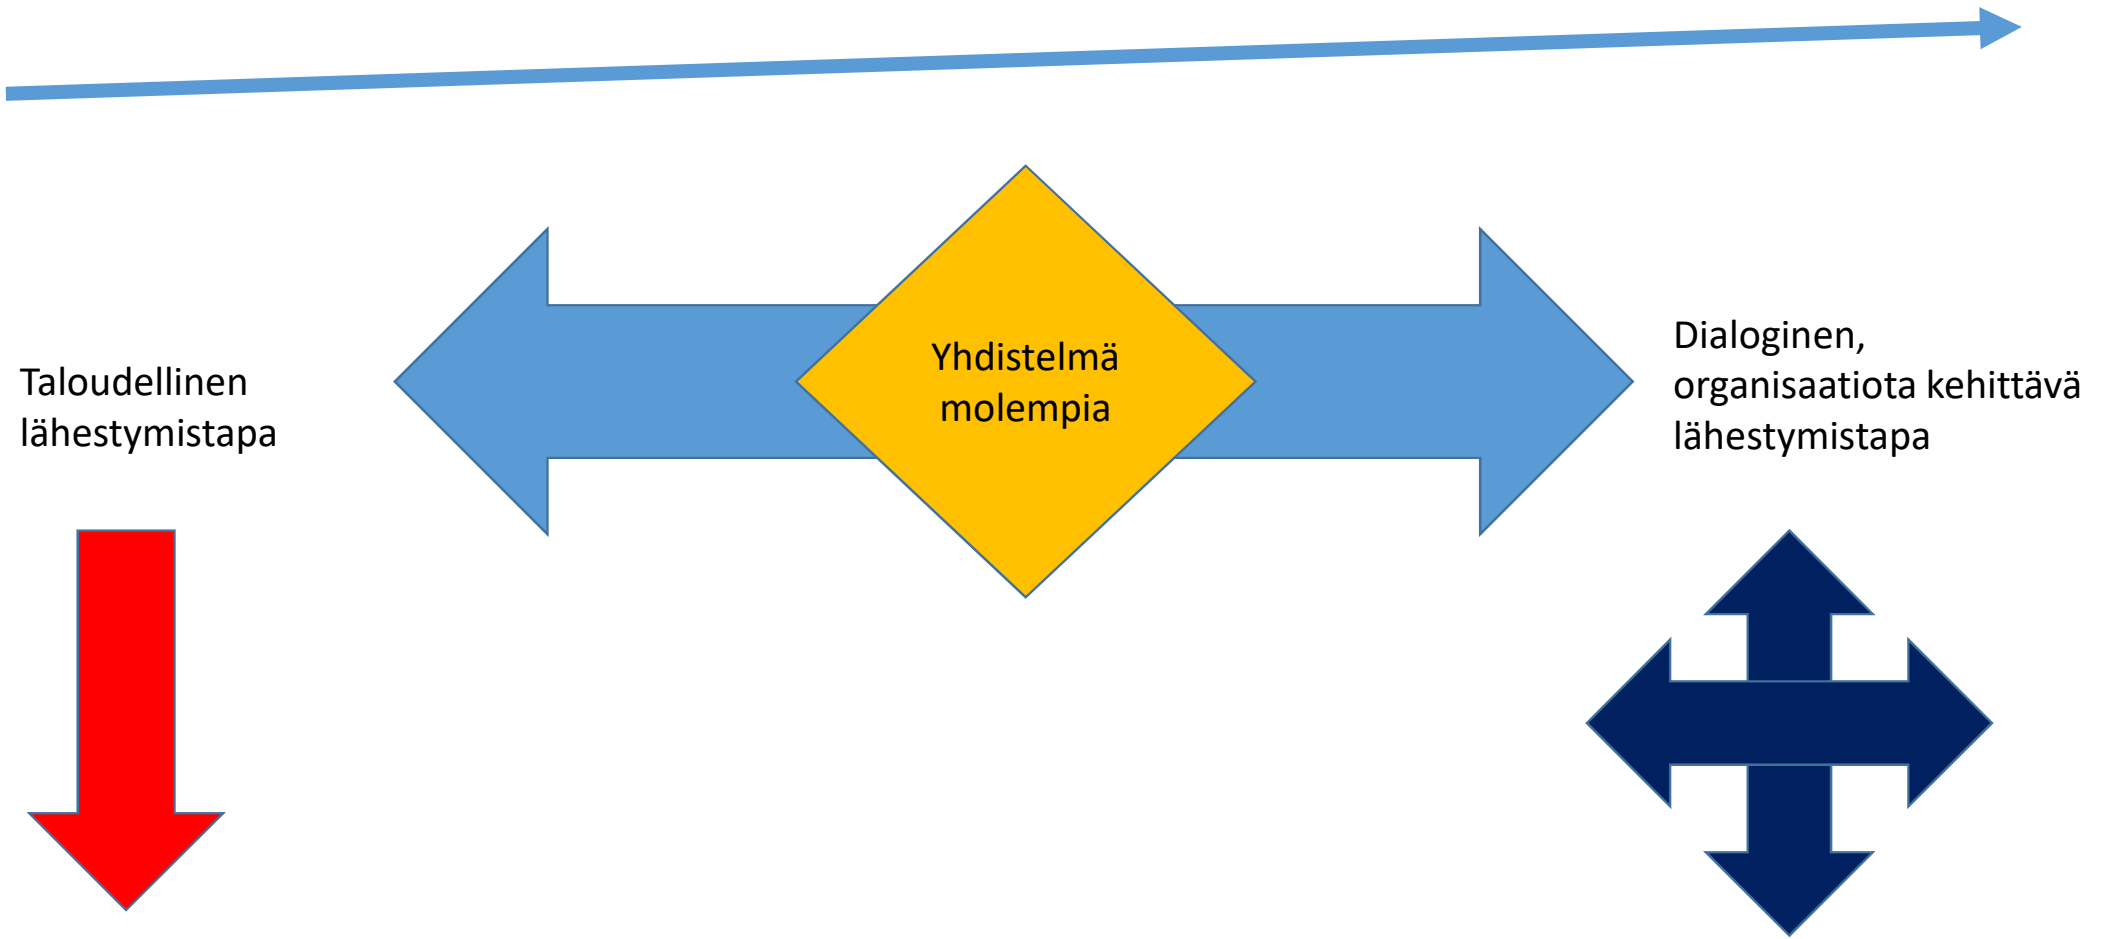 Taloudellinen
lähestymistapa
Yhdistelmä
molempia
Dialoginen,
organisaatiota kehittävä
lähestymistapa